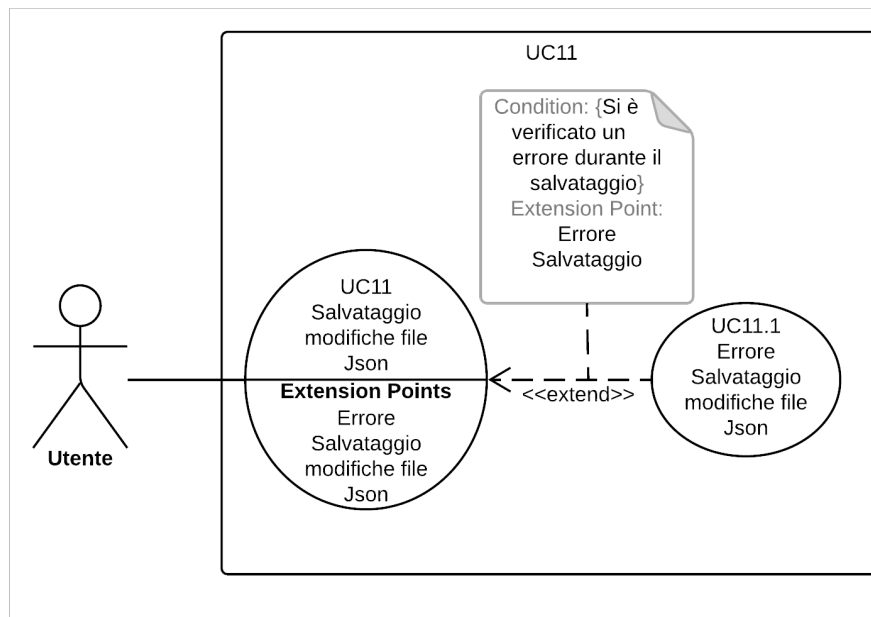 UC11
Condition: {Si è
verificato un
errore durante il
salvataggio}
Extension Point:
Errore
Salvataggio
UC11
Salvataggio
modifiche file
Json
Extension Points
Errore
Salvataggio
modifiche file
Json
<<extend>>
UC11.1
Errore
Salvataggio
modifiche file
Json
Utente